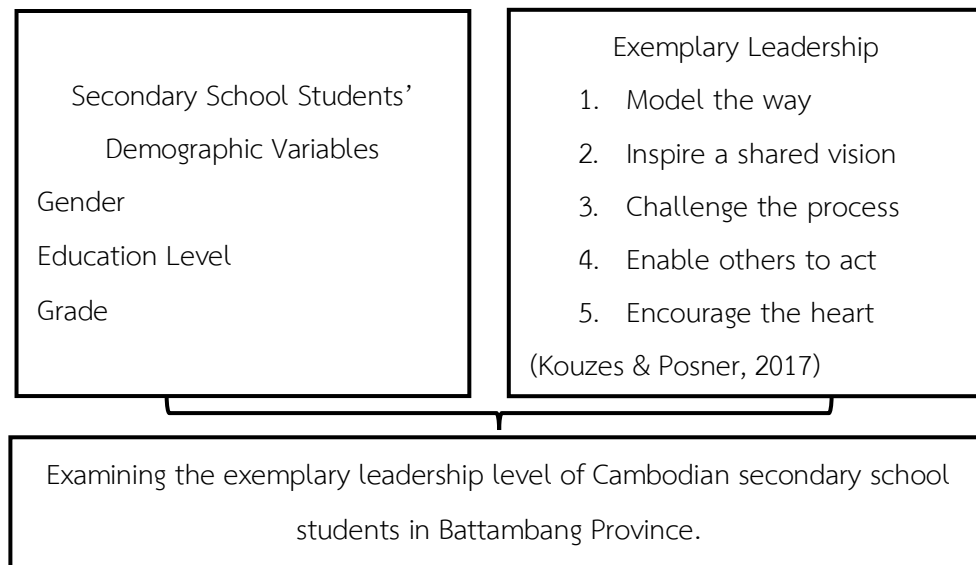 Secondary School Students’
Demographic Variables
Gender
Education Level
Grade
Exemplary Leadership
1. Model the way
2. Inspire a shared vision
3. Challenge the process
4. Enable others to act
5. Encourage the heart
(Kouzes & Posner, 2017)
Examining the exemplary leadership level of Cambodian secondary school
students in Battambang Province.